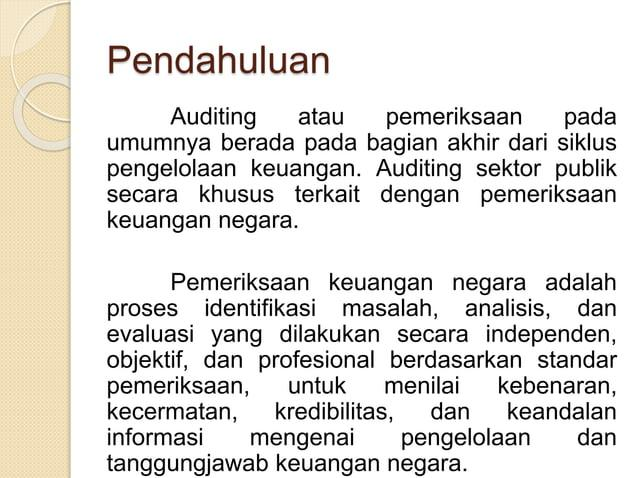 Pendahuluan
Auditing atau pemeriksaan pada
umumnya berada pada bagian akhir dari siklus
pengelolaan keuangan. Auditing sektor publik
secara khusus terkait dengan pemeriksaan
keuangan negara.
Pemeriksaan keuangan negara adalah
proses identifikasi masalah, analisis, dan
evaluasi yang dilakukan secara independen,
objektif, dan profesional berdasarkan standar
pemeriksaan, untuk menilai kebenaran,
kecermatan, kredibilitas, dan keandalan
informasi mengenai pengelolaan dan
tanggungjawab keuangan negara.